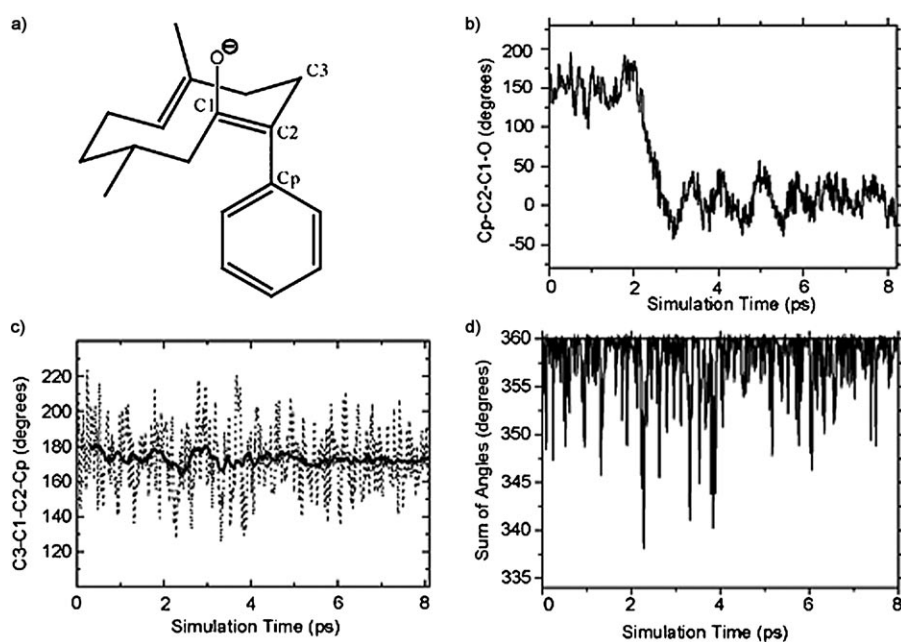 a)
O⊖
C3
C1
C2
Cp
b)
Cp-C2-C1-O (degrees)
200
150
100
50
0
-50
0 2 4 6 8
Simulation Time (ps)
c)
C3-C1-C2-Cp (degrees)
220
200
180
160
140
120
0 2 4 6 8
Simulation Time (ps)
d)
Sum of Angles (degrees)
360
355
350
345
340
335
0 2 4 6 8
Simulation Time (ps)